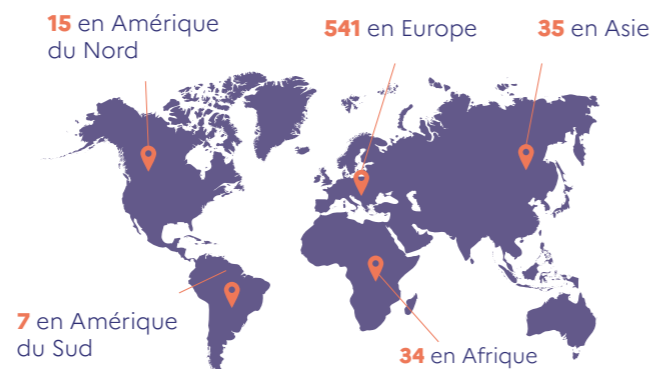 15 en Amérique
du Nord
541 en Europe
35 en Asie
7 en Amérique
du Sud
34 en Afrique